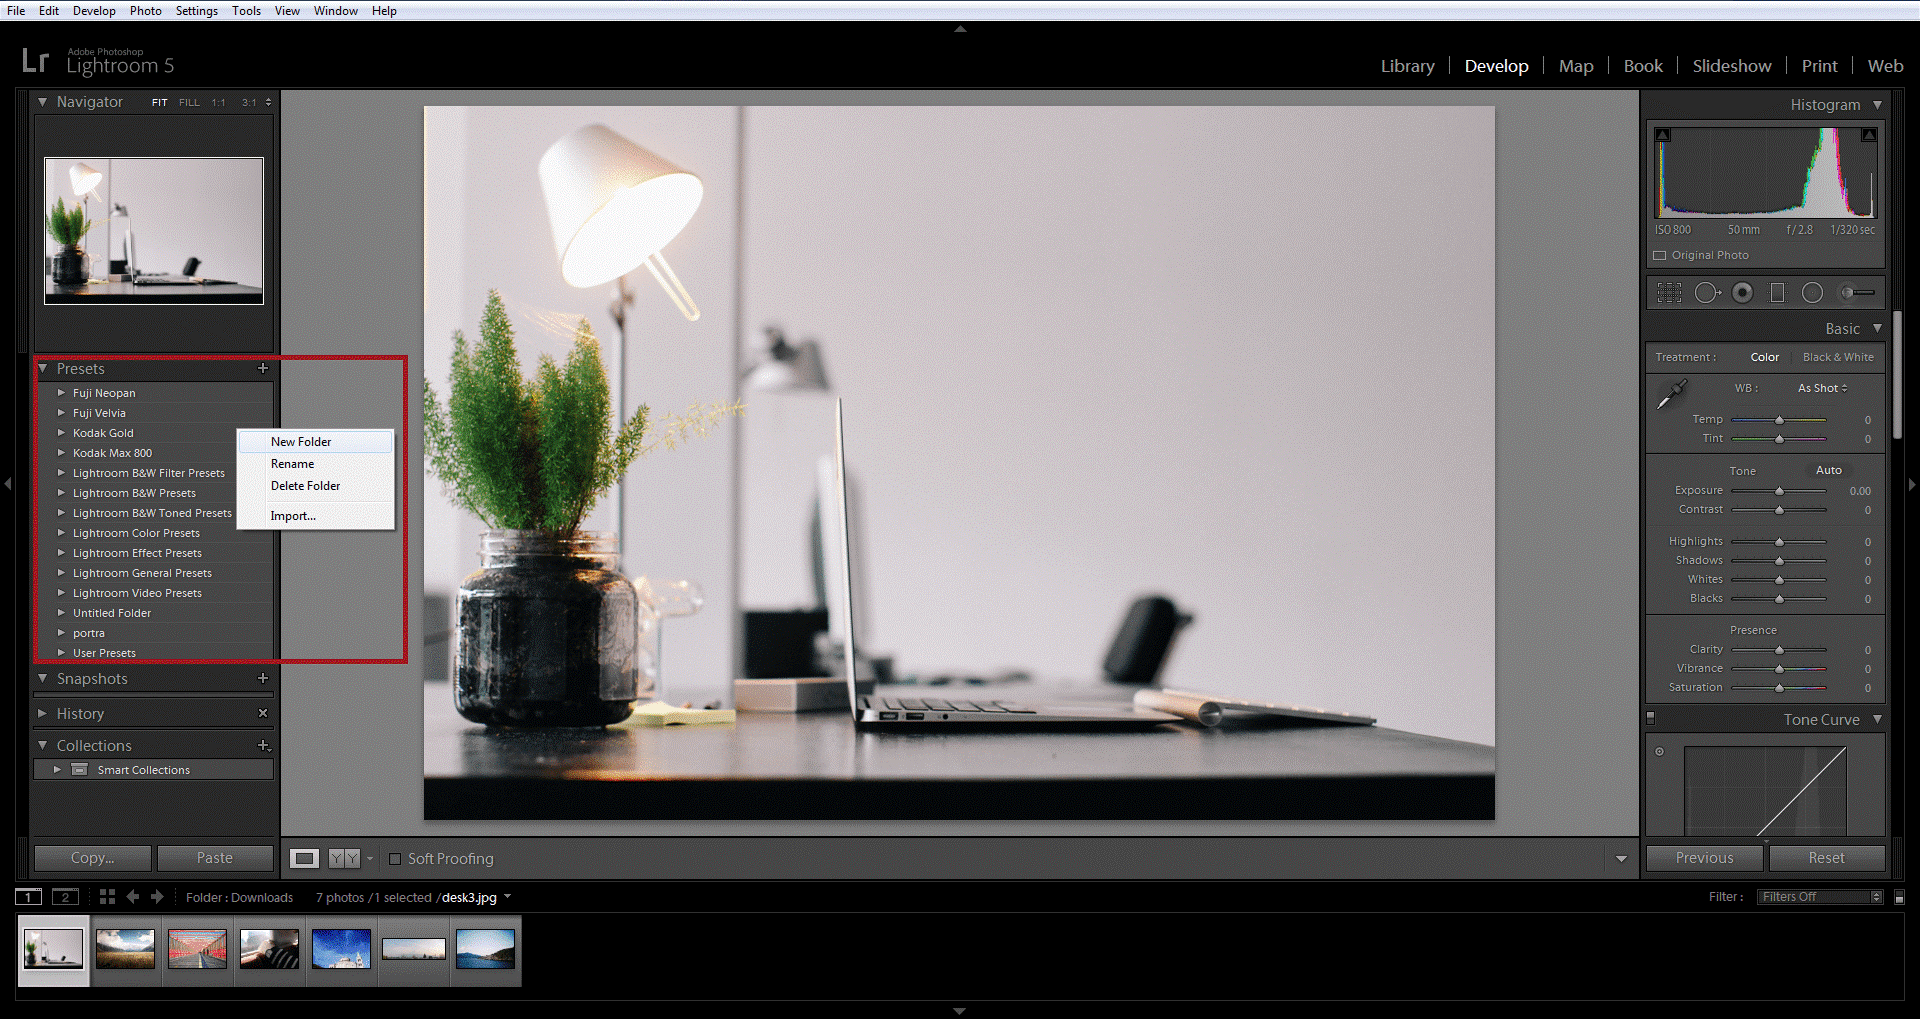 File Edit Develop Photo Settings Tools View Window Help
Lr Adobe Photoshop
Lightroom 5
Library Develop Map Book Slideshow Print Web
Navigator FIT FILL 1:1 3:1
Presets +
Fuji Neopan
Fuji Velvia
Kodak Gold
Kodak Max 800
Lightroom B&W Filter Presets
Lightroom B&W Presets
Lightroom B&W Toned Presets
Lightroom Color Presets
Lightroom Effect Presets
Lightroom General Presets
Lightroom Video Presets
Untitled Folder
portra
User Presets
New Folder
Rename
Delete Folder
Import...
Snapshots +
History ×
Collections +
Smart Collections
Copy... Paste
Y Y Soft Proofing
Histogram
ISO 800 50 mm f / 2.8 1/320 sec
Original Photo
Basic
Treatment : Color Black & White
WB : As Shot
Temp 0
Tint 0
Tone Auto
Exposure 0.00
Contrast 0
Highlights 0
Shadows 0
Whites 0
Blacks 0
Presence
Clarity 0
Vibrance 0
Saturation 0
Tone Curve
Previous Reset
1 2 Folder : Downloads 7 photos /1 selected /desk3.jpg Filter : Filters Off